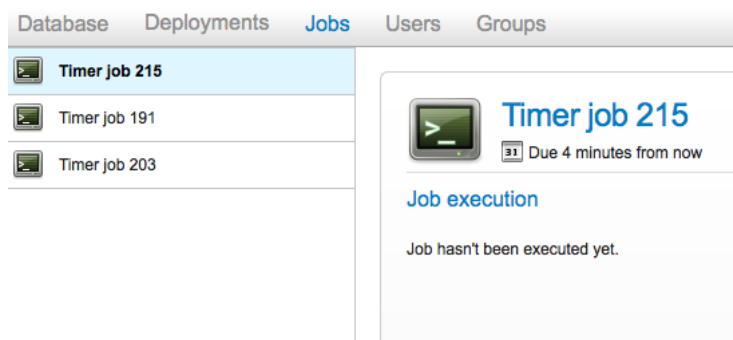 Database Deployments Jobs Users Groups
Timer job 215
Timer job 191
Timer job 203
Timer job 215
31 Due 4 minutes from now
Job execution
Job hasn't been executed yet.